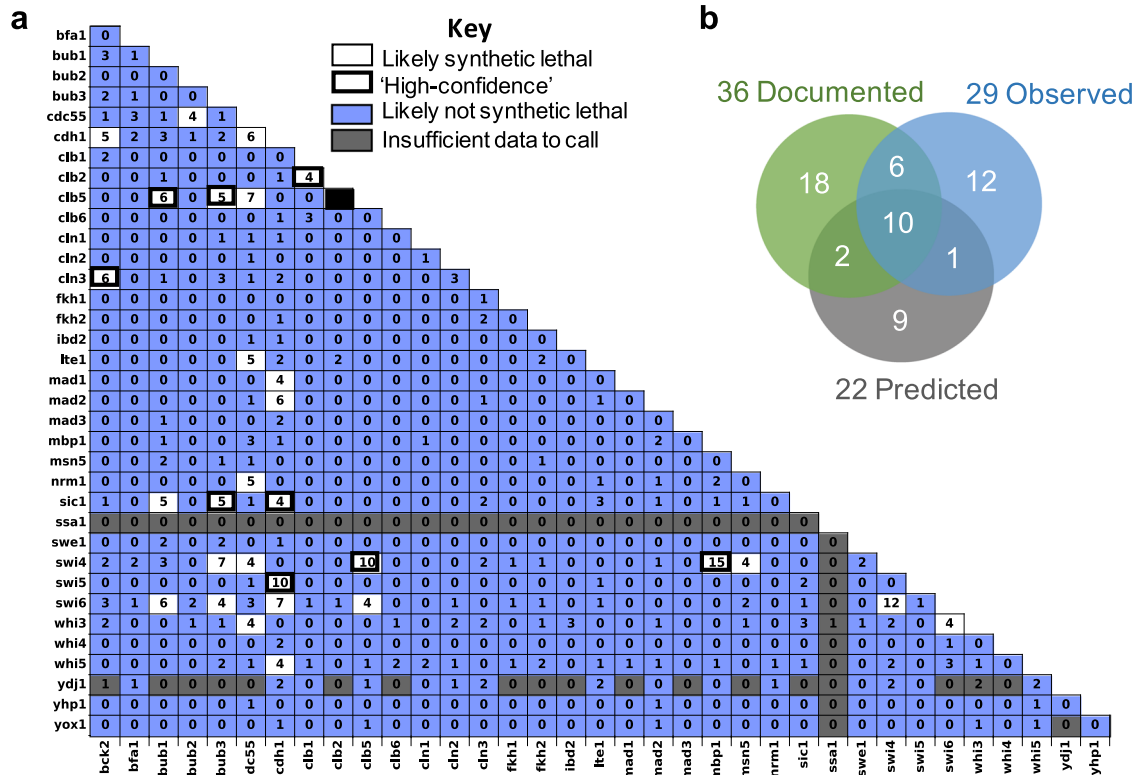 a
b
Key
Likely synthetic lethal
'High-confidence'
Likely not synthetic lethal
Insufficient data to call
bfa1 0
bub1 3 1
bub2 0 0 0
bub3 2 1 0 0
cdc55 1 3 1 4 1
cdh1 5 2 3 1 2 6
clb1 2 0 0 0 0 0 0
clb2 0 0 1 0 0 0 1 4
clb5 0 0 6 0 5 7 0 0
clb6 0 0 0 0 0 0 1 3 0 0
cln1 0 0 0 0 1 1 1 0 0 0 0
cln2 0 0 0 0 0 1 0 0 0 0 0 1
cln3 6 0 1 0 3 1 2 0 0 0 0 0 3
fkh1 0 0 0 0 0 0 0 0 0 0 0 0 0 1
fkh2 0 0 0 0 0 0 1 0 0 0 0 0 0 2 0
ibd2 0 0 0 0 0 1 1 0 0 0 0 0 0 0 0 0
lte1 0 0 0 0 0 5 2 0 2 0 0 0 0 0 0 2 0
mad1 0 0 0 0 0 0 4 0 0 0 0 0 0 0 0 0 0 0
mad2 0 0 0 0 0 1 6 0 0 0 0 0 0 1 0 0 0 1 0
mad3 0 0 1 0 0 0 2 0 0 0 0 0 0 0 0 0 0 0 0 0
mbp1 0 0 1 0 0 3 1 0 0 0 0 1 0 0 0 0 0 0 0 2 0
msn5 0 0 2 0 1 1 0 0 0 0 0 0 0 0 0 1 0 0 0 0 0 0
nrm1 0 0 0 0 0 5 0 0 0 0 0 0 0 0 0 0 0 1 0 1 0 2 0
sic1 1 0 5 0 5 1 4 0 0 0 0 0 0 2 0 0 0 3 0 1 0 1 1 0
ssa1 0 0 0 0 0 0 0 0 0 0 0 0 0 0 0 0 0 0 0 0 0 0 0 0 0
swe1 0 0 2 0 2 0 1 0 0 0 0 0 0 0 0 0 0 0 0 0 0 0 0 0 0 0
swi4 2 2 3 0 7 4 0 0 0 10 0 0 0 2 1 1 0 0 0 1 0 15 4 0 0 0 2
swi5 0 0 0 0 0 1 10 0 0 0 0 0 0 0 0 0 0 1 0 0 0 0 0 0 2 0 0 0
swi6 3 1 6 2 4 3 7 1 1 4 0 0 1 0 1 1 0 1 0 0 0 0 2 0 1 0 0 12 1
whi3 2 0 0 1 1 4 0 0 0 0 1 0 2 2 0 1 3 0 0 1 0 0 1 0 3 1 1 2 0 4
whi4 0 0 0 0 0 0 2 0 0 0 0 0 0 0 0 0 0 0 0 0 0 0 0 0 0 0 0 0 0 1 0
whi5 0 0 0 0 2 1 4 1 0 1 2 2 1 0 1 2 0 1 1 1 0 1 0 1 1 0 0 1 0 3 1 0
ydj1 1 1 0 0 0 0 2 0 0 1 0 0 1 2 0 0 0 2 0 0 0 0 0 1 0 0 0 2 0 0 2 0 2
yhp1 0 0 0 0 0 1 0 0 0 0 0 0 0 0 0 0 0 0 0 1 0 0 0 0 0 0 0 0 0 0 0 0 1 0
yox1 0 0 0 0 0 0 1 0 0 1 0 0 0 0 0 0 0 0 0 1 0 0 0 0 0 0 0 0 0 0 1 0 1 0 0
bck2 bfa1 bub1 bub2 bub3 dc55 cdh1 clb1 clb2 clb5 clb6 cln1 cln2 cln3 fkh1 fkh2 ibd2 lte1 mad1 mad2 mad3 nbp1 msn5 nrm1 sic1 ssa1 swe1 swi4 swi5 swi6 whi3 whi4 whi5 ydj1 yhp1
36 Documented
29 Observed
18
6
12
10
2
1
9
22 Predicted